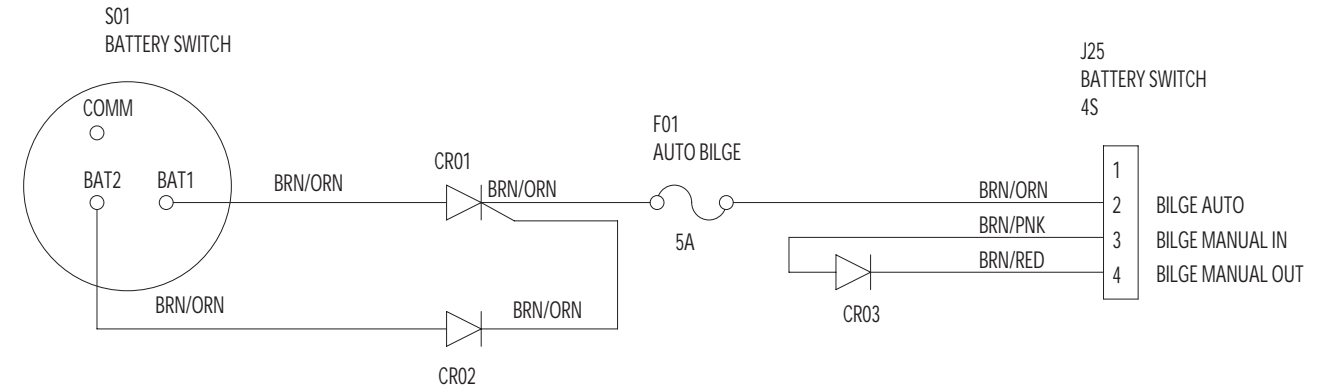 S01
BATTERY SWITCH
COMM
BAT2
BAT1
BRN/ORN
BRN/ORN
CR01
BRN/ORN
BRN/ORN
CR02
F01
AUTO BILGE
5A
J25
BATTERY SWITCH
4S
BRN/ORN
BRN/PNK
BRN/RED
CR03
1
2 BILGE AUTO
3 BILGE MANUAL IN
4 BILGE MANUAL OUT